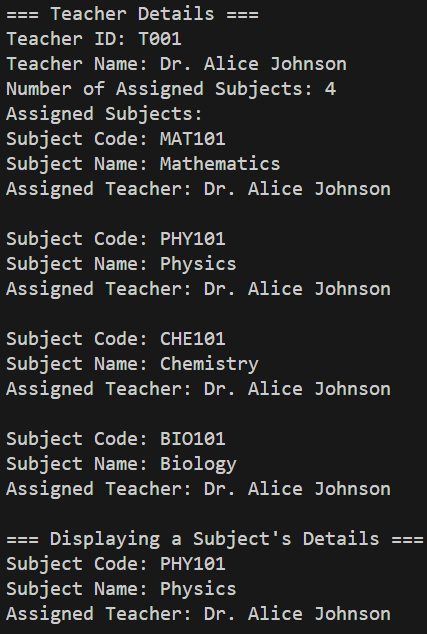 === Teacher Details ===
Teacher ID: T001
Teacher Name: Dr. Alice Johnson
Number of Assigned Subjects: 4
Assigned Subjects:
Subject Code: MAT101
Subject Name: Mathematics
Assigned Teacher: Dr. Alice Johnson

Subject Code: PHY101
Subject Name: Physics
Assigned Teacher: Dr. Alice Johnson

Subject Code: CHE101
Subject Name: Chemistry
Assigned Teacher: Dr. Alice Johnson

Subject Code: BIO101
Subject Name: Biology
Assigned Teacher: Dr. Alice Johnson

=== Displaying a Subject's Details ===
Subject Code: PHY101
Subject Name: Physics
Assigned Teacher: Dr. Alice Johnson